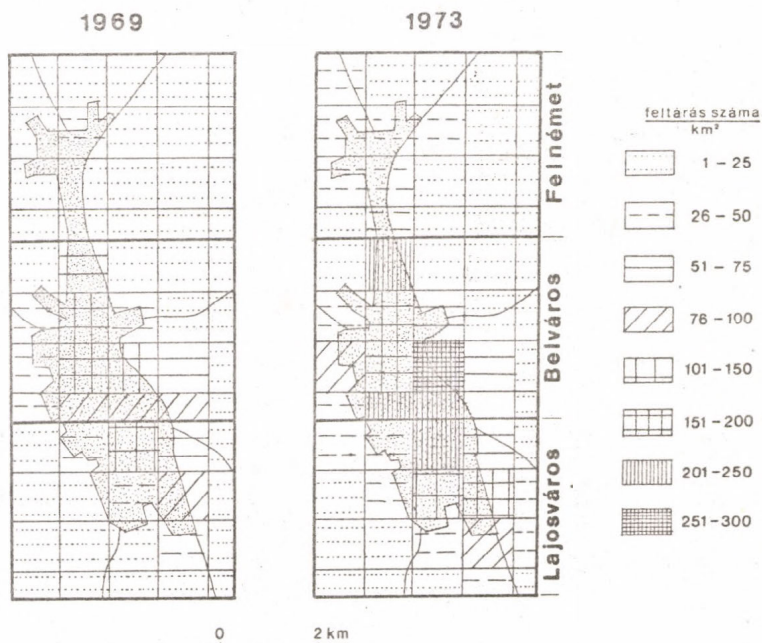 1969
1973
Felnémet
Belváros
Lajosváros
feltárás száma
km²
1 – 25
26 – 50
51 – 75
76 – 100
101 – 150
151 – 200
201 – 250
251 – 300
0 2 km